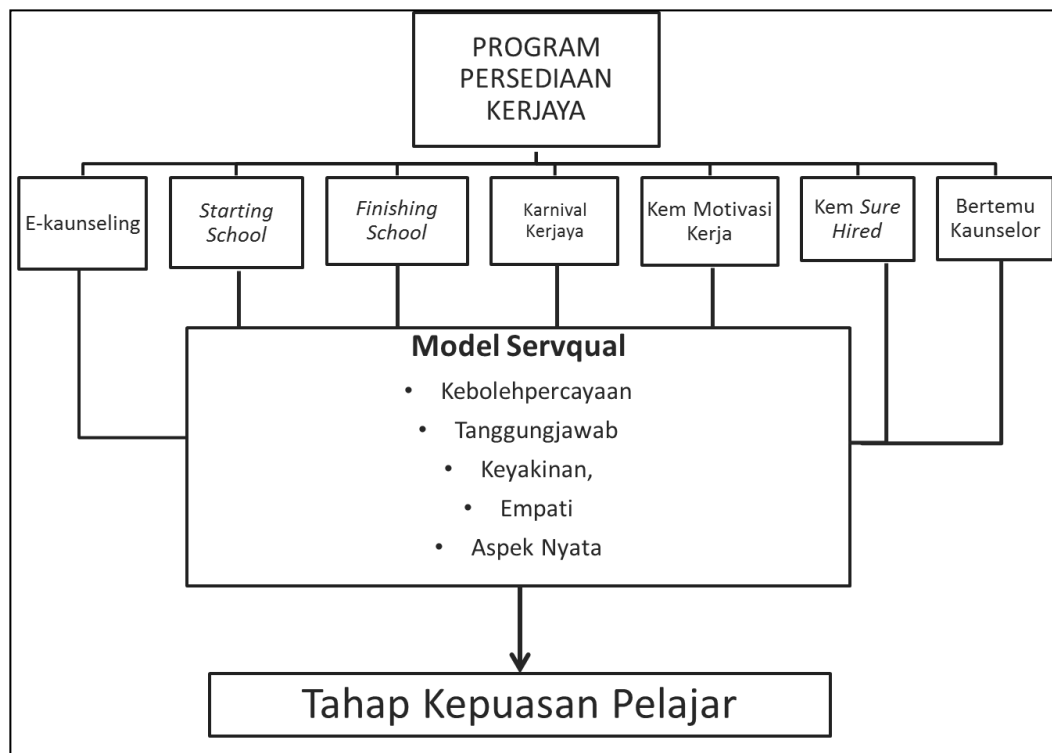 PROGRAM
PERSEDIAAN
KERJAYA
E-kaunseling
Starting
School
Finishing
School
Karnival
Kerjaya
Kem Motivasi
Kerja
Kem Sure
Hired
Bertemu
Kaunselor
Model Servqual
• Kebolehpercayaan
• Tanggungjawab
• Keyakinan,
• Empati
• Aspek Nyata
Tahap Kepuasan Pelajar